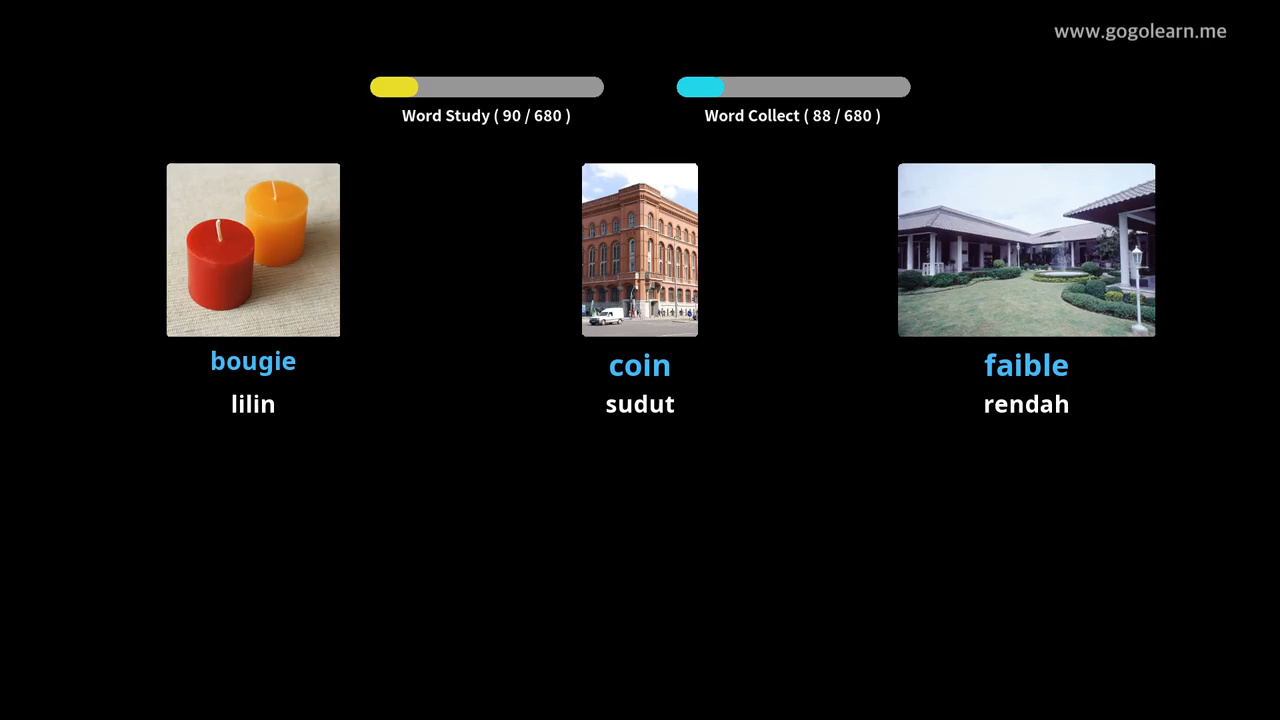 www.gogolearn.me
Word Study ( 90 / 680 )
Word Collect ( 88 / 680 )
bougie
lilin
coin
sudut
faible
rendah